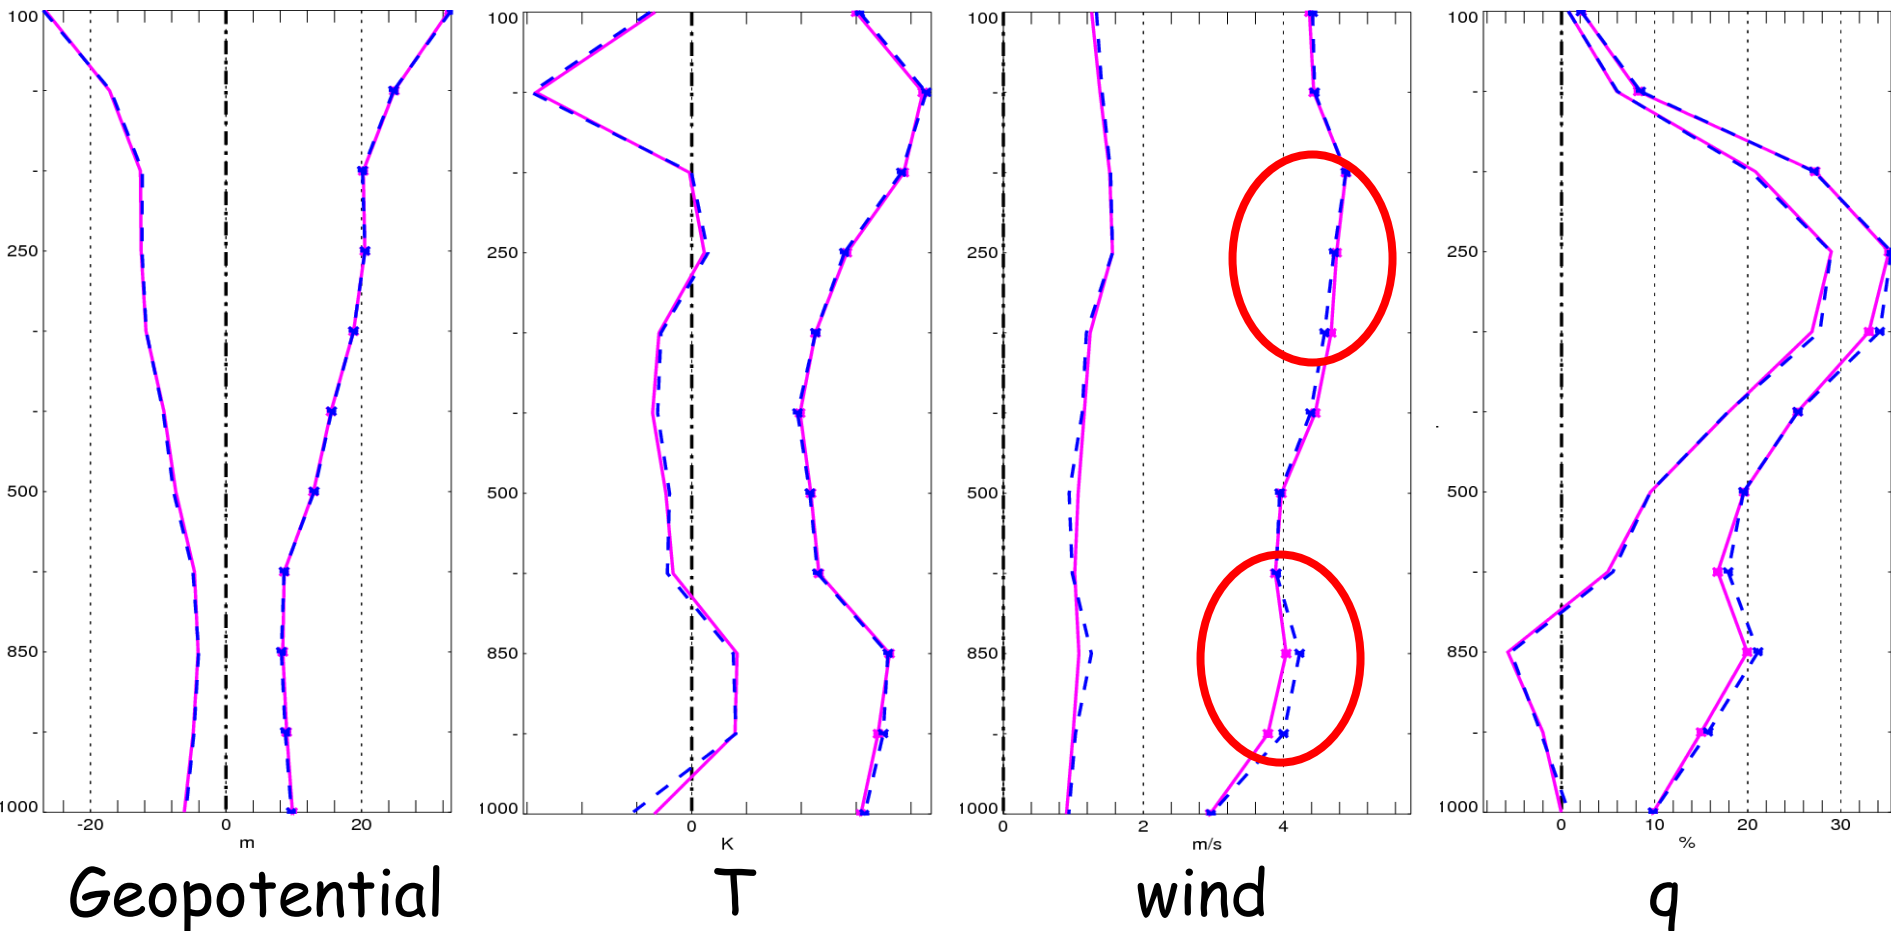 100 100 100 100
250 250 250 250
500 500 500 500
850 850 850 850
1000 1000 1000 1000
-20 0 20 0 0 2 4 0 10 20 30
m K m/s %
Geopotential T wind q